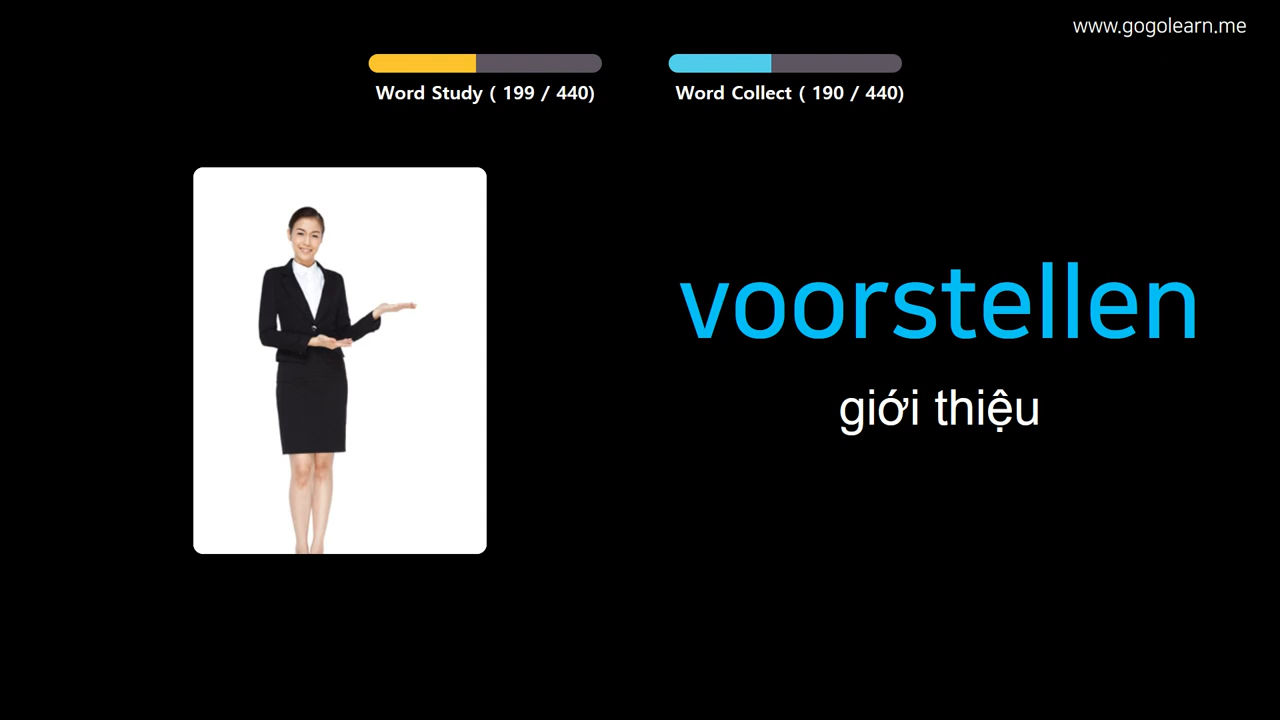 www.gogolearn.me
Word Study ( 199 / 440)
Word Collect ( 190 / 440)
voorstellen
giới thiệu